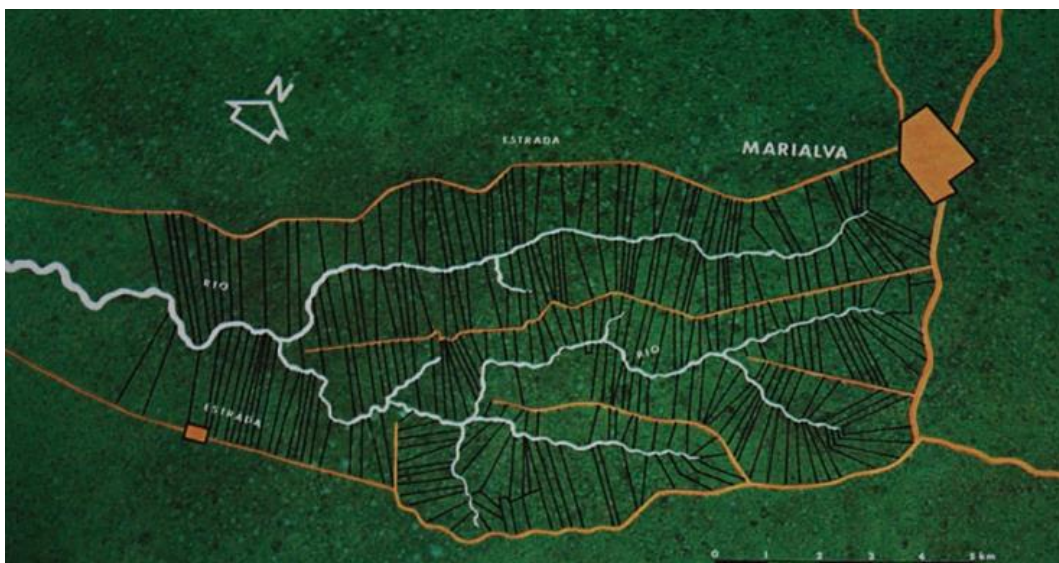 N
ESTRADA
MARIALVA
RIO
RIO
ESTRADA
0 1 2 3 4 5 km